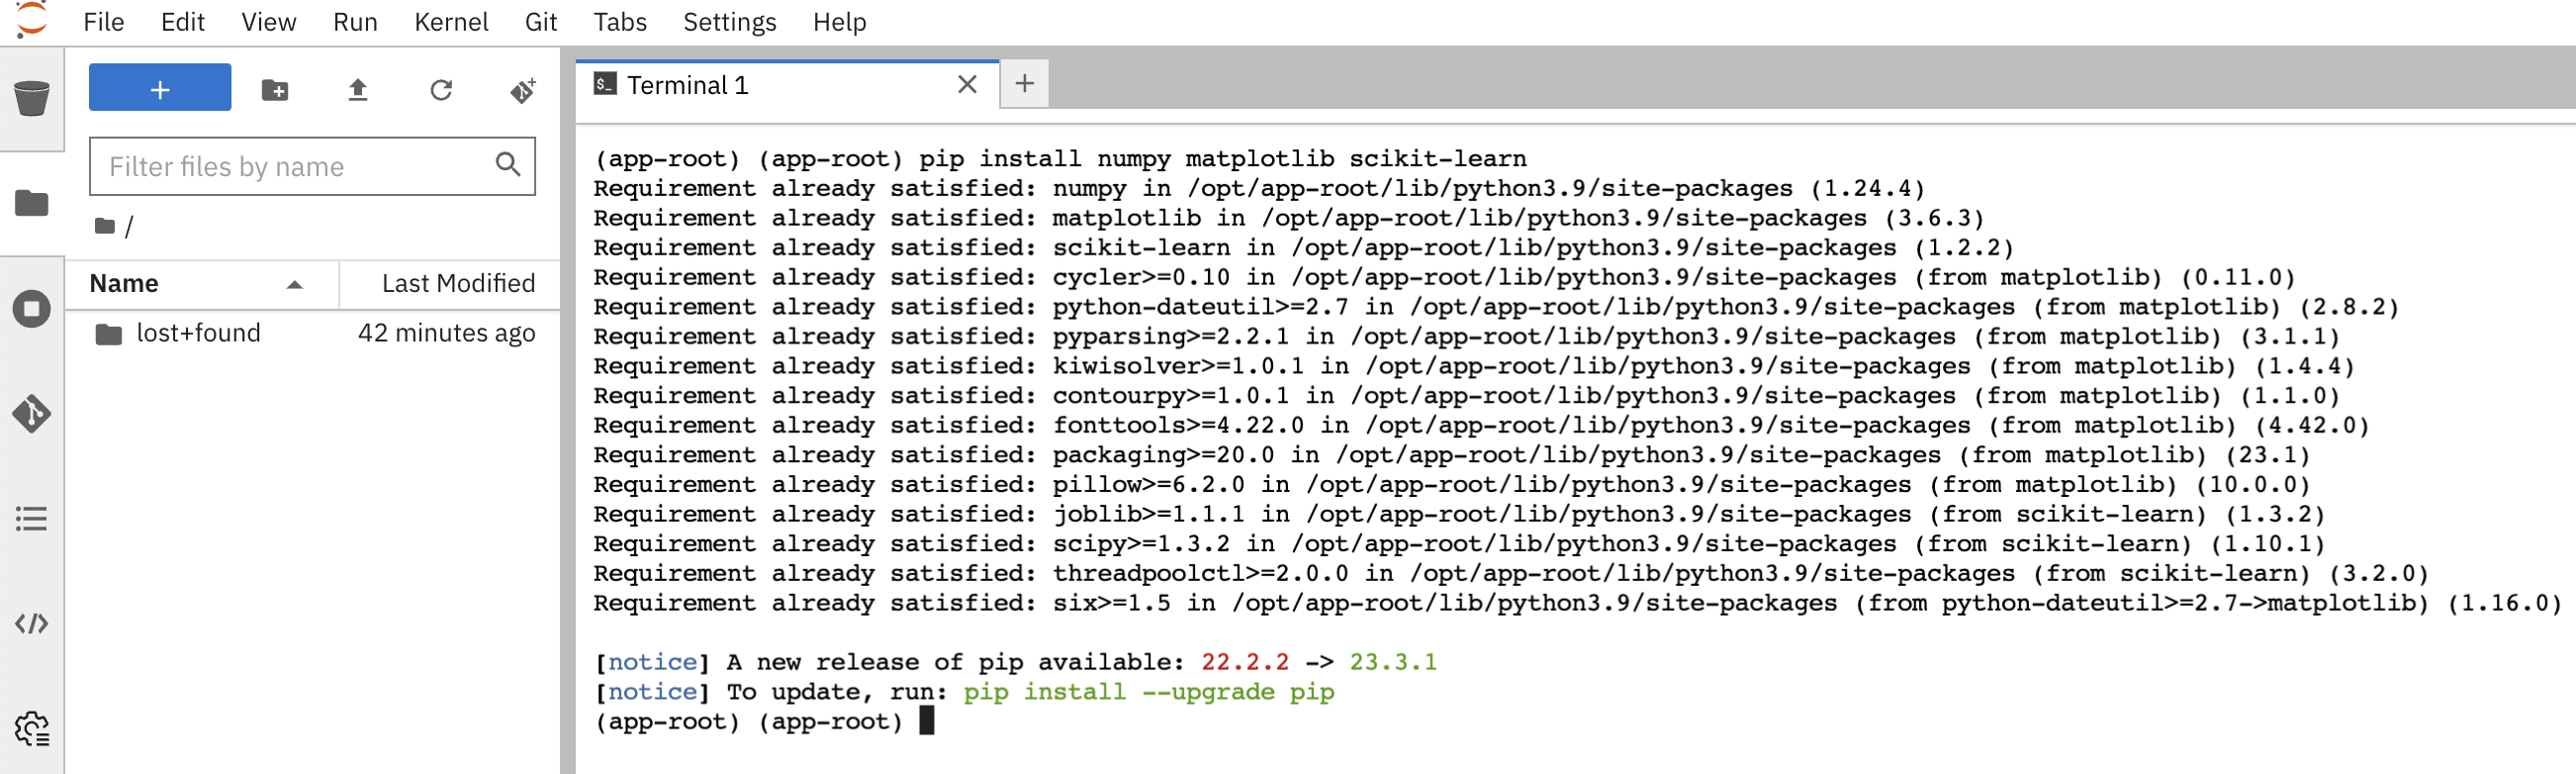 File Edit View Run Kernel Git Tabs Settings Help
+
Filter files by name
/
Name Last Modified
lost+found 42 minutes ago
$_ Terminal 1
(app-root) (app-root) pip install numpy matplotlib scikit-learn
Requirement already satisfied: numpy in /opt/app-root/lib/python3.9/site-packages (1.24.4)
Requirement already satisfied: matplotlib in /opt/app-root/lib/python3.9/site-packages (3.6.3)
Requirement already satisfied: scikit-learn in /opt/app-root/lib/python3.9/site-packages (1.2.2)
Requirement already satisfied: cycler>=0.10 in /opt/app-root/lib/python3.9/site-packages (from matplotlib) (0.11.0)
Requirement already satisfied: python-dateutil>=2.7 in /opt/app-root/lib/python3.9/site-packages (from matplotlib) (2.8.2)
Requirement already satisfied: pyparsing>=2.2.1 in /opt/app-root/lib/python3.9/site-packages (from matplotlib) (3.1.1)
Requirement already satisfied: kiwisolver>=1.0.1 in /opt/app-root/lib/python3.9/site-packages (from matplotlib) (1.4.4)
Requirement already satisfied: contourpy>=1.0.1 in /opt/app-root/lib/python3.9/site-packages (from matplotlib) (1.1.0)
Requirement already satisfied: fonttools>=4.22.0 in /opt/app-root/lib/python3.9/site-packages (from matplotlib) (4.42.0)
Requirement already satisfied: packaging>=20.0 in /opt/app-root/lib/python3.9/site-packages (from matplotlib) (23.1)
Requirement already satisfied: pillow>=6.2.0 in /opt/app-root/lib/python3.9/site-packages (from matplotlib) (10.0.0)
Requirement already satisfied: joblib>=1.1.1 in /opt/app-root/lib/python3.9/site-packages (from scikit-learn) (1.3.2)
Requirement already satisfied: scipy>=1.3.2 in /opt/app-root/lib/python3.9/site-packages (from scikit-learn) (1.10.1)
Requirement already satisfied: threadpoolctl>=2.0.0 in /opt/app-root/lib/python3.9/site-packages (from scikit-learn) (3.2.0)
Requirement already satisfied: six>=1.5 in /opt/app-root/lib/python3.9/site-packages (from python-dateutil>=2.7->matplotlib) (1.16.0)
[notice] A new release of pip available: 22.2.2 -> 23.3.1
[notice] To update, run: pip install --upgrade pip
(app-root) (app-root)